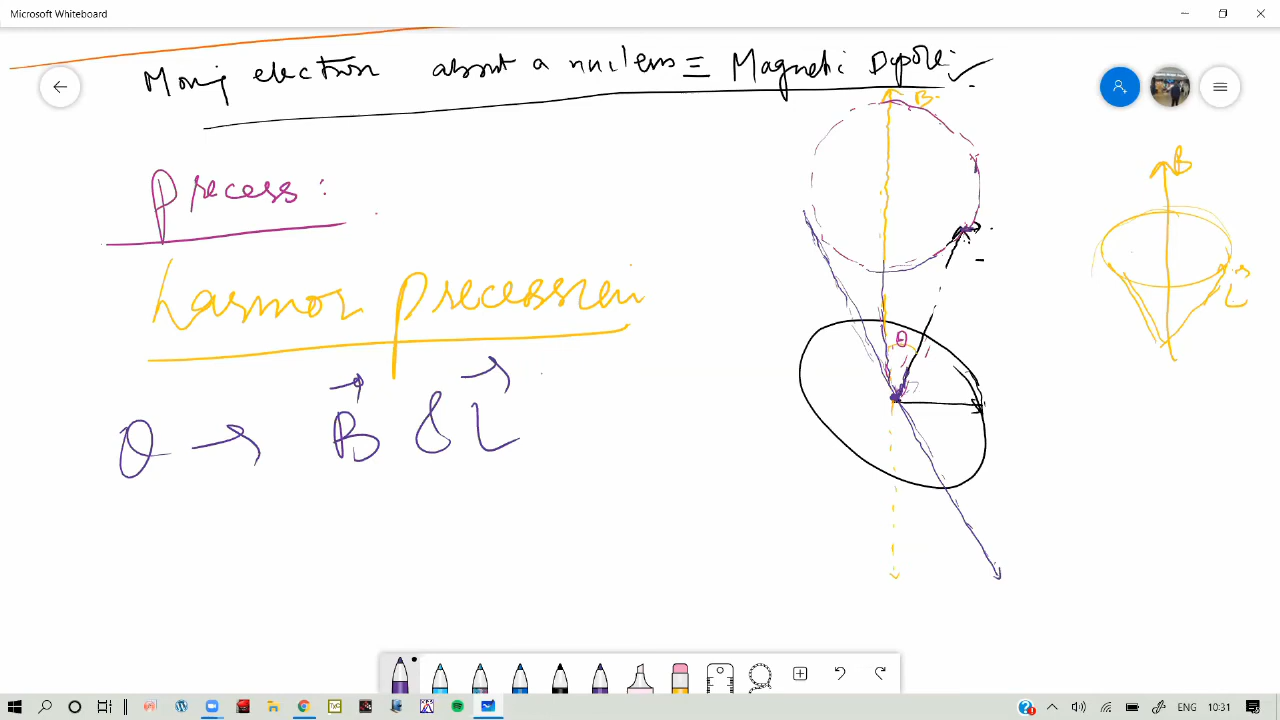 Microsoft Whiteboard
Moving electron about a nucleus ≡ Magnetic Dipole
B
Precess:
B
Larmor precession
L
θ
θ → B & L
ENG 10:31